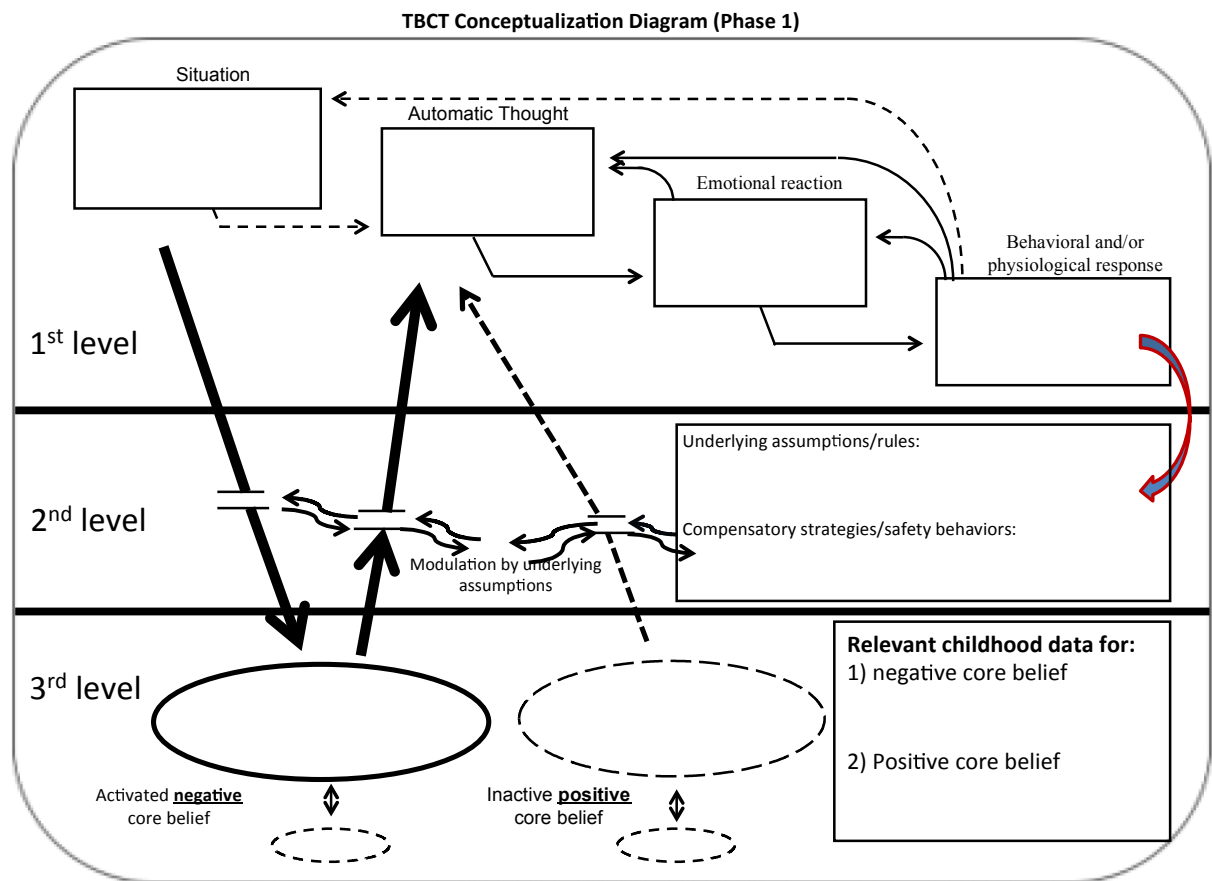 TBCT Conceptualization Diagram (Phase 1)
Situation
Automatic Thought
Emotional reaction
Behavioral and/or
physiological response
1st level
Underlying assumptions/rules:
2nd level
Compensatory strategies/safety behaviors:
Modulation by underlying
assumptions
3rd level
Relevant childhood data for:
1) negative core belief
2) Positive core belief
Activated negative
core belief
Inactive positive
core belief